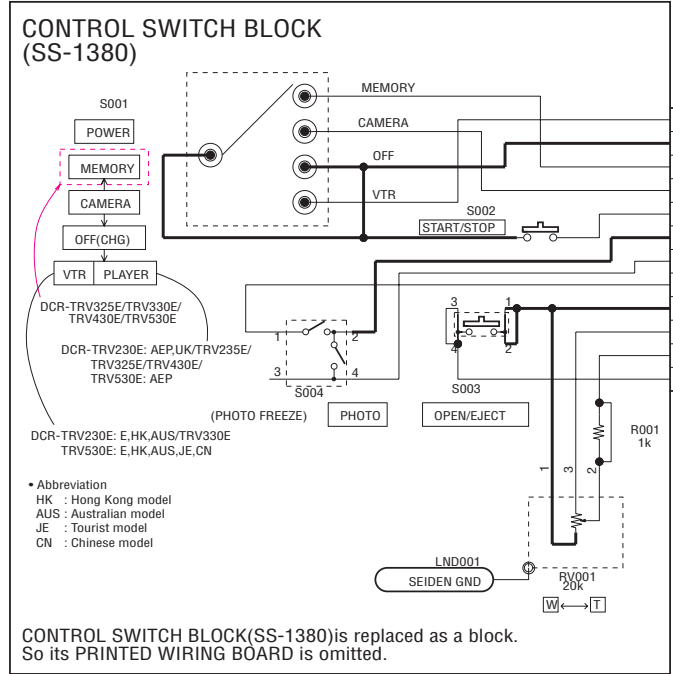 CONTROL SWITCH BLOCK
(SS-1380)
S001
POWER
MEMORY
CAMERA
OFF(CHG)
VTR PLAYER
MEMORY
CAMERA
OFF
VTR
S002
START/STOP
DCR-TRV325E/TRV330E/
TRV430E/TRV530E
DCR-TRV230E: AEP,UK/TRV235E/
TRV325E/TRV430E/
TRV530E: AEP
DCR-TRV230E: E,HK,AUS/TRV330E
TRV530E: E,HK,AUS,JE,CN
1
2
3
4
S004
(PHOTO FREEZE)
PHOTO
3
1
4
2
S003
OPEN/EJECT
R001
1k
1
3
2
• Abbreviation
HK : Hong Kong model
AUS : Australian model
JE : Tourist model
CN : Chinese model
LND001
SEIDEN GND
RV001
20k
W T
CONTROL SWITCH BLOCK(SS-1380)is replaced as a block.
So its PRINTED WIRING BOARD is omitted.